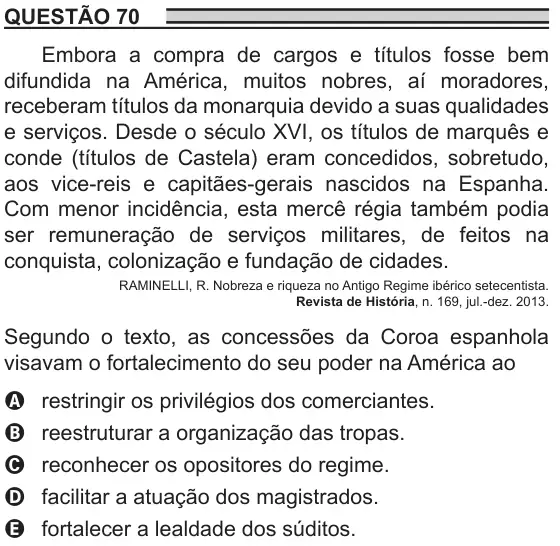 QUESTÃO 70
Embora a compra de cargos e títulos fosse bem
difundida na América, muitos nobres, aí moradores,
receberam títulos da monarquia devido a suas qualidades
e serviços. Desde o século XVI, os títulos de marquês e
conde (títulos de Castela) eram concedidos, sobretudo,
aos vice-reis e capitães-gerais nascidos na Espanha.
Com menor incidência, esta mercê régia também podia
ser remuneração de serviços militares, de feitos na
conquista, colonização e fundação de cidades.
RAMINELLI, R. Nobreza e riqueza no Antigo Regime ibérico setecentista.
Revista de História, n. 169, jul.-dez. 2013.
Segundo o texto, as concessões da Coroa espanhola
visavam o fortalecimento do seu poder na América ao
A restringir os privilégios dos comerciantes.
B reestruturar a organização das tropas.
C reconhecer os opositores do regime.
D facilitar a atuação dos magistrados.
E fortalecer a lealdade dos súditos.